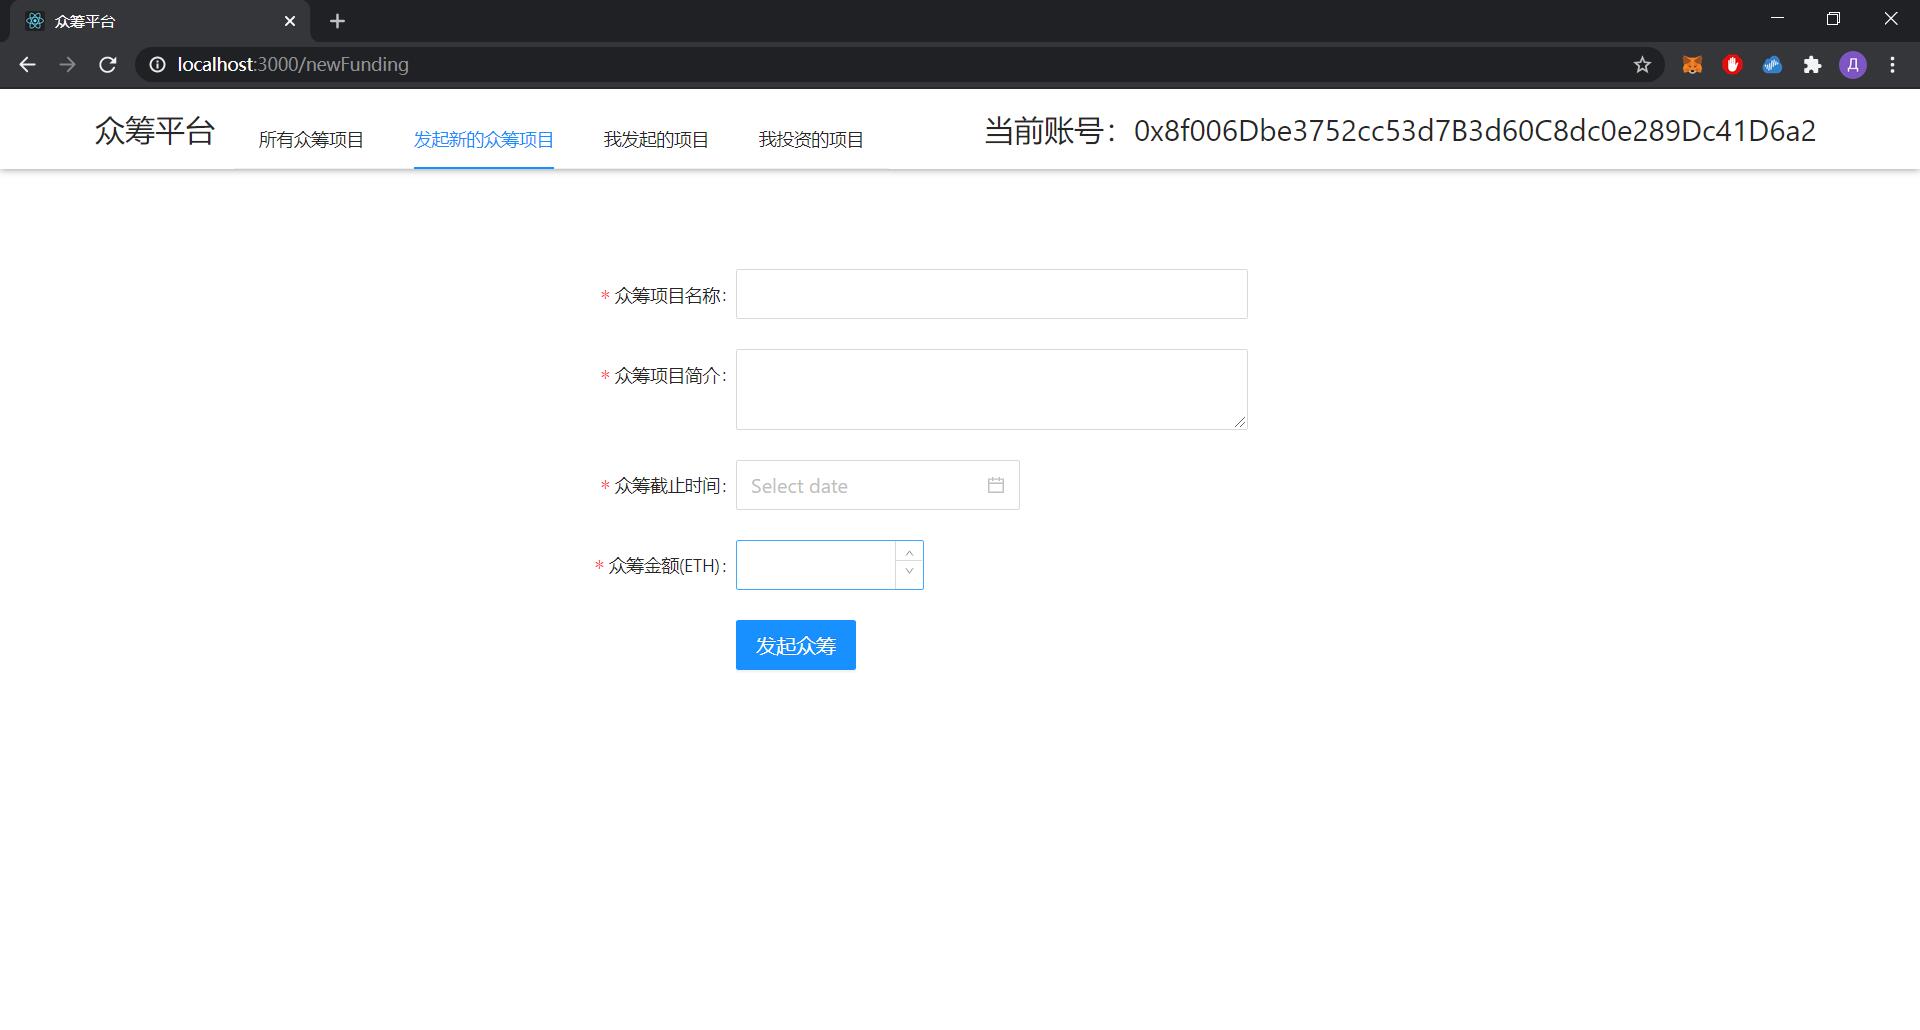 众筹平台
localhost:3000/newFunding
Д
众筹平台 所有众筹项目 发起新的众筹项目 我发起的项目 我投资的项目 当前账号：0x8f006Dbe3752cc53d7B3d60C8dc0e289Dc41D6a2
* 众筹项目名称:
* 众筹项目简介:
* 众筹截止时间: Select date
* 众筹金额(ETH):
发起众筹